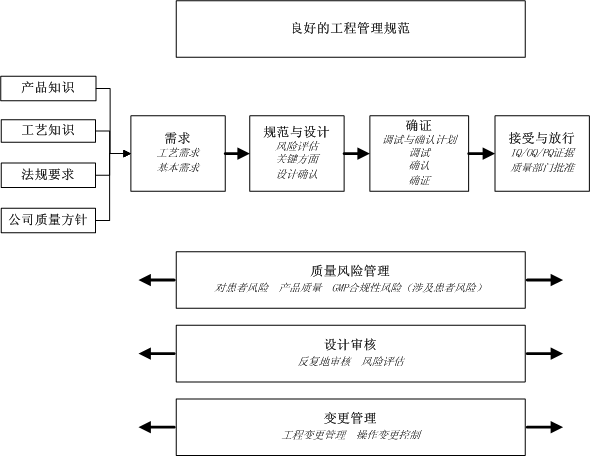 良好的工程管理规范
产品知识
工艺知识
法规要求
公司质量方针
需求
工艺需求
基本需求
规范与设计
风险评估
关键方面
设计确认
确证
调试与确认计划
调试
确认
确证
接受与放行
IQ/OQ/PQ证据
质量部门批准
质量风险管理
对患者风险 产品质量 GMP合规性风险（涉及患者风险）
设计审核
反复地审核 风险评估
变更管理
工程变更管理 操作变更控制